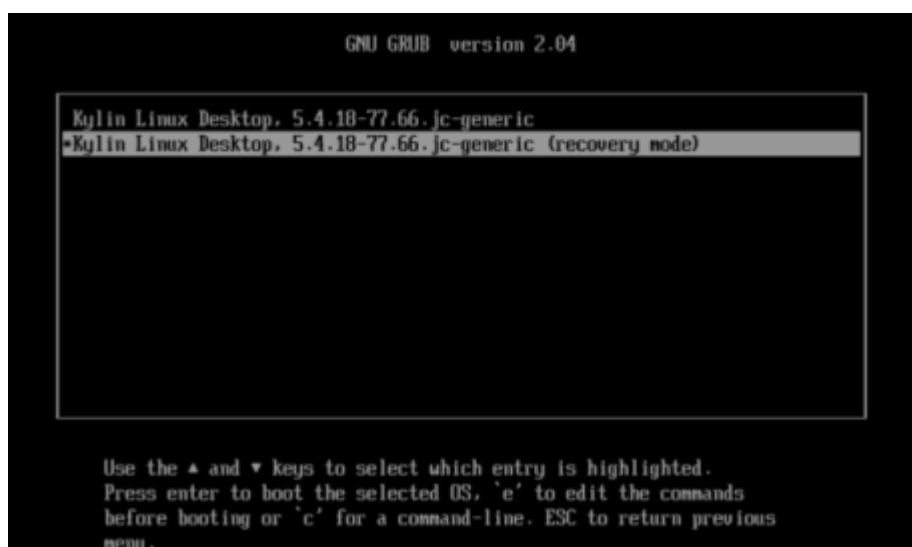 GNU GRUB version 2.04
Kylin Linux Desktop, 5.4.18-77.66.jc-generic
*Kylin Linux Desktop, 5.4.18-77.66.jc-generic (recovery mode)
Use the ▲ and ▼ keys to select which entry is highlighted.
Press enter to boot the selected OS, `e' to edit the commands
before booting or `c' for a command-line. ESC to return previous
menu.